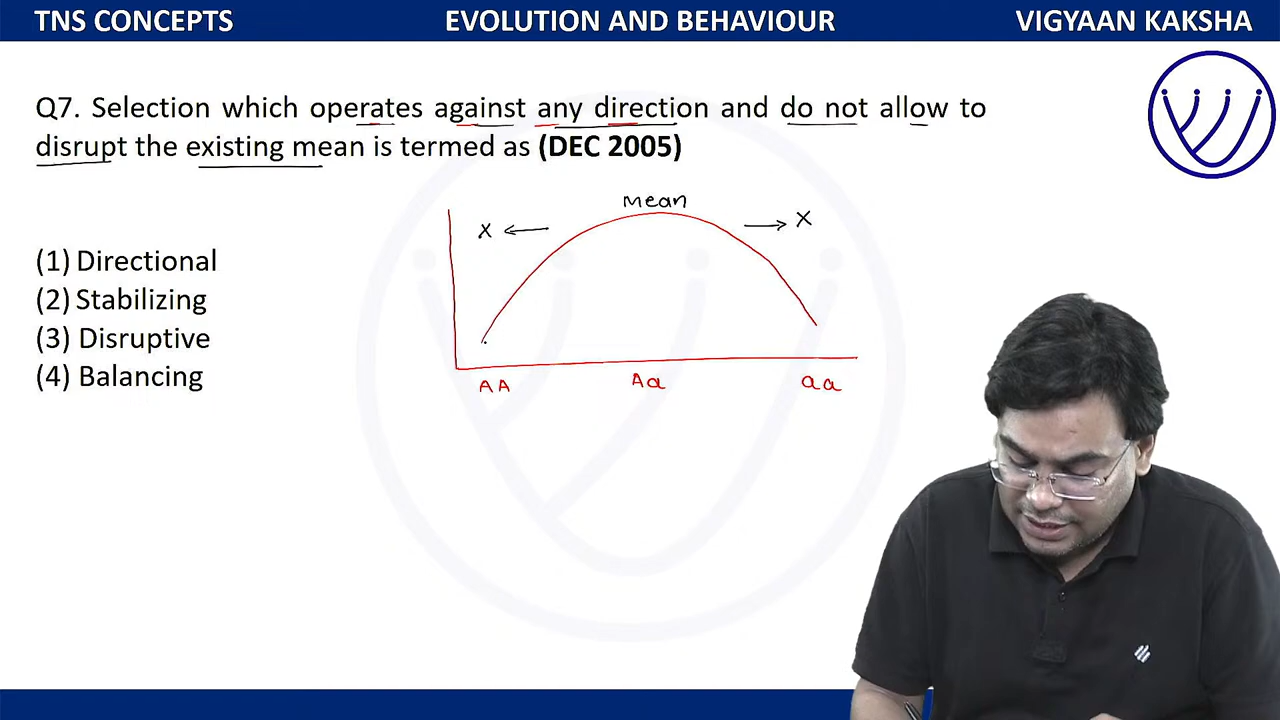 TNS CONCEPTS EVOLUTION AND BEHAVIOUR VIGYAAN KAKSHA
Q7. Selection which operates against any direction and do not allow to
disrupt the existing mean is termed as (DEC 2005)
mean
X ← → X
(1) Directional
(2) Stabilizing
(3) Disruptive
(4) Balancing
AA Aa aa